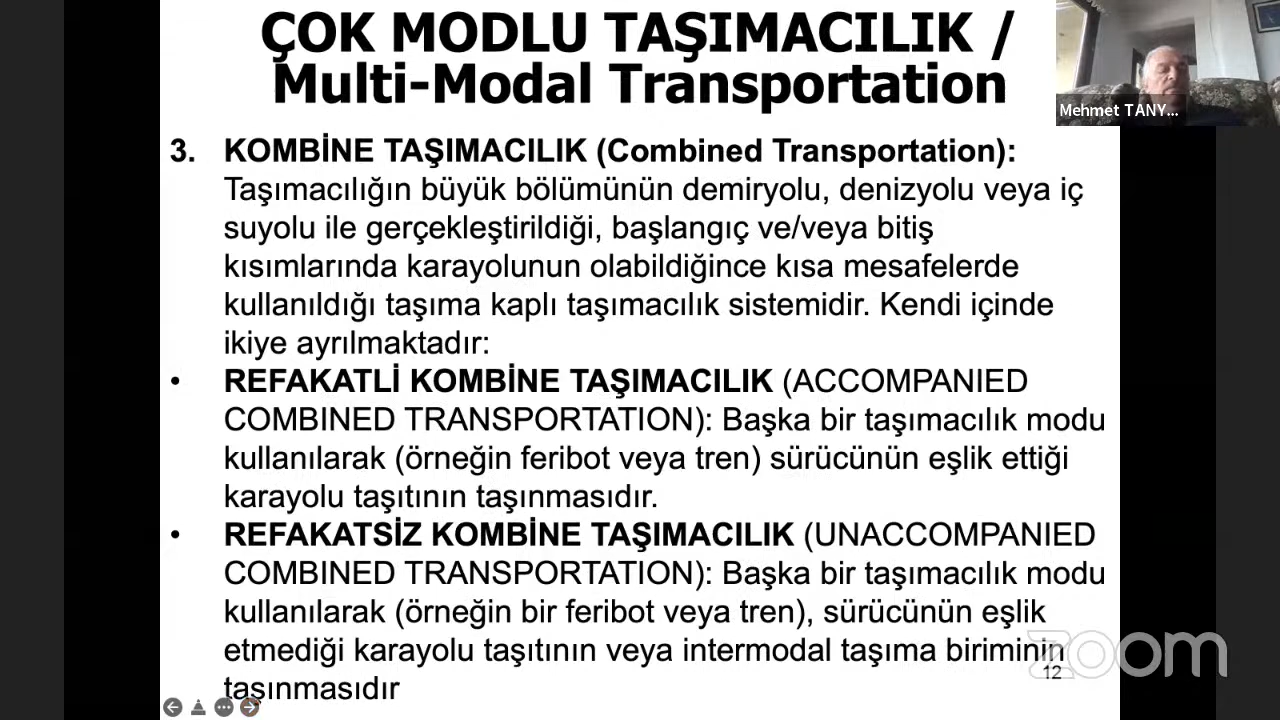 ÇOK MODLU TAŞIMACILIK /
Multi-Modal Transportation
Mehmet TANY...
3. KOMBİNE TAŞIMACILIK (Combined Transportation):
Taşımacılığın büyük bölümünün demiryolu, denizyolu veya iç
suyolu ile gerçekleştirildiği, başlangıç ve/veya bitiş
kısımlarında karayolunun olabildiğince kısa mesafelerde
kullanıldığı taşıma kaplı taşımacılık sistemidir. Kendi içinde
ikiye ayrılmaktadır:
• REFAKATLİ KOMBİNE TAŞIMACILIK (ACCOMPANIED
COMBINED TRANSPORTATION): Başka bir taşımacılık modu
kullanılarak (örneğin feribot veya tren) sürücünün eşlik ettiği
karayolu taşıtının taşınmasıdır.
• REFAKATSİZ KOMBİNE TAŞIMACILIK (UNACCOMPANIED
COMBINED TRANSPORTATION): Başka bir taşımacılık modu
kullanılarak (örneğin bir feribot veya tren), sürücünün eşlik
etmediği karayolu taşıtının veya intermodal taşıma biriminin
taşınmasıdır
12
zoom